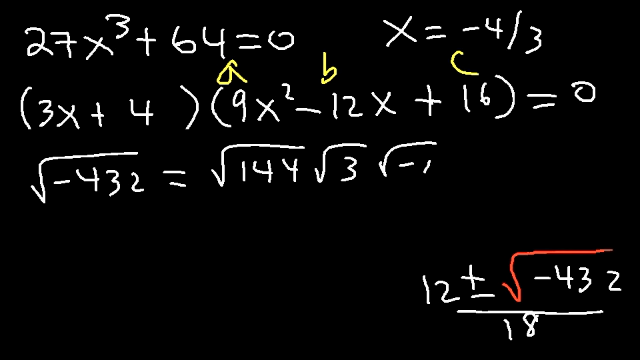 27x³ + 64 = 0 x = -4/3
a b c
(3x + 4 )(9x² - 12x + 16) = 0
√-432 = √144 √3 √-1
12 ± √-432
18